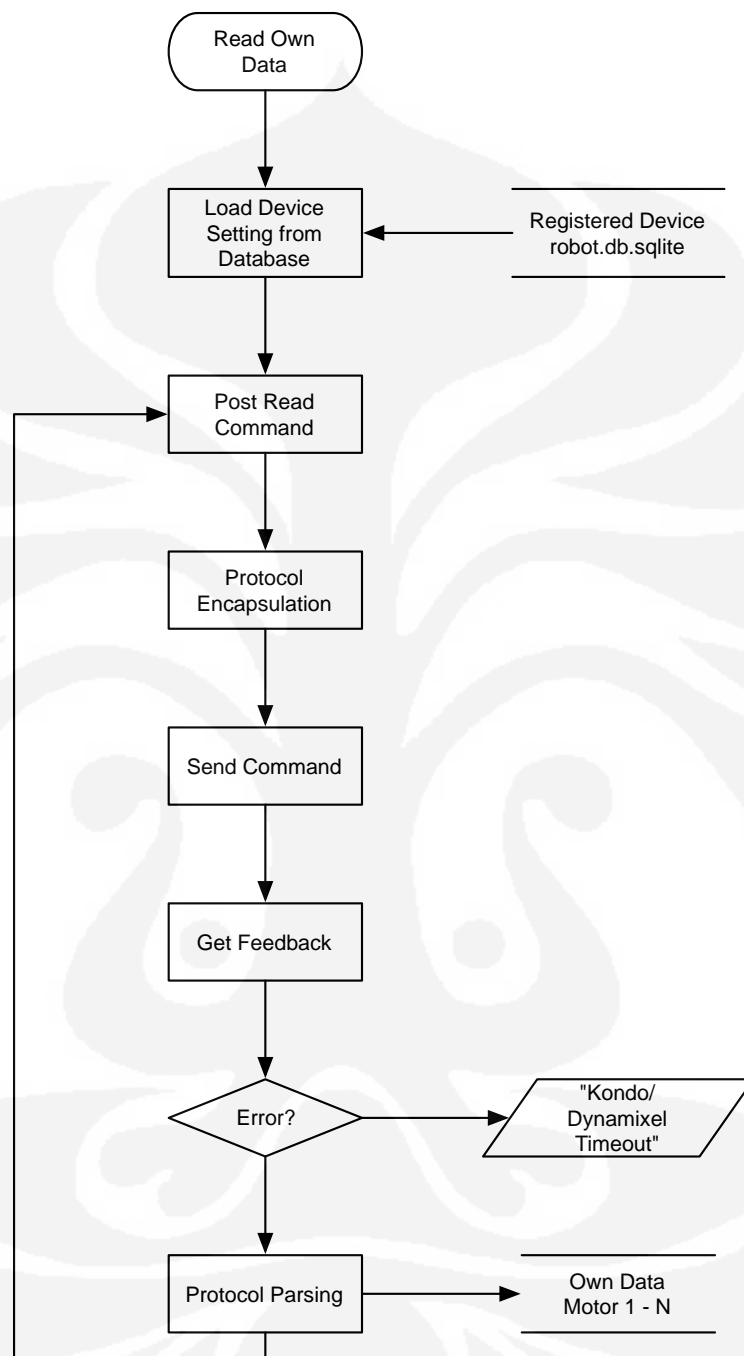 Read Own
Data
Load Device
Setting from
Database
Registered Device
robot.db.sqlite
Post Read
Command
Protocol
Encapsulation
Send Command
Get Feedback
Error?
"Kondo/
Dynamixel
Timeout"
Protocol Parsing
Own Data
Motor 1 - N